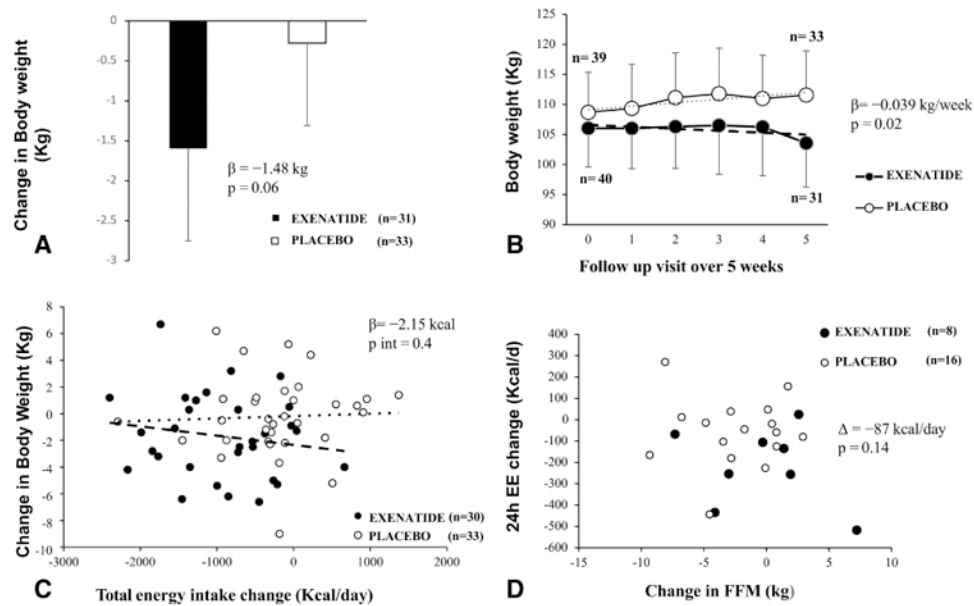 0
-0.5
-1
-1.5
-2
-2.5
-3
Change in Body weight
(Kg)
β = −1.48 kg
p = 0.06
EXENATIDE (n=31)
PLACEBO (n=33)
A
120
115
110
105
100
95
90
Body weight (Kg)
n= 39
n= 33
n= 40
n=31
0 1 2 3 4 5
Follow up visit over 5 weeks
β= −0.039 kg/week
p = 0.02
EXENATIDE
PLACEBO
B
8
6
4
2
0
-2
-4
-6
-8
-10
Change in Body Weight (Kg)
β= −2.15 kcal
p int = 0.4
EXENATIDE (n=30)
PLACEBO (n=33)
-3000 -2000 -1000 0 1000 2000
Total energy intake change (Kcal/day)
C
400
300
200
100
0
-100
-200
-300
-400
-500
-600
24h EE change (Kcal/d)
EXENATIDE (n=8)
PLACEBO (n=16)
Δ = −87 kcal/day
p = 0.14
-15 -10 -5 0 5 10
Change in FFM (kg)
D